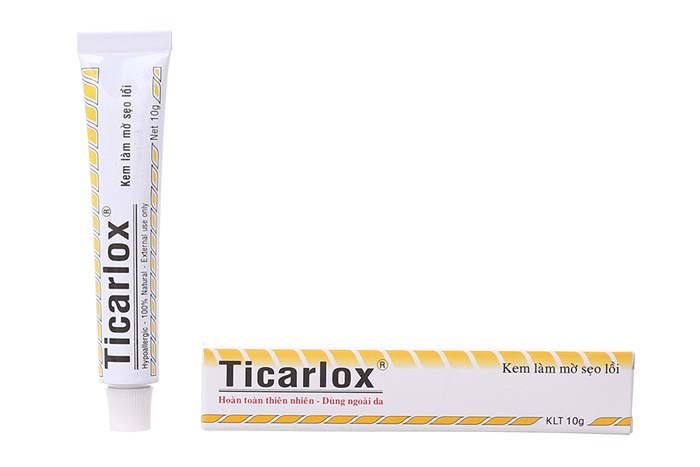 Ticarlox®
Kem làm mờ sẹo lồi
Hypoallergic - 100% Natural - External use only
Net 10g
Ticarlox®
Kem làm mờ sẹo lồi
Hoàn toàn thiên nhiên - Dùng ngoài da
KLT 10g